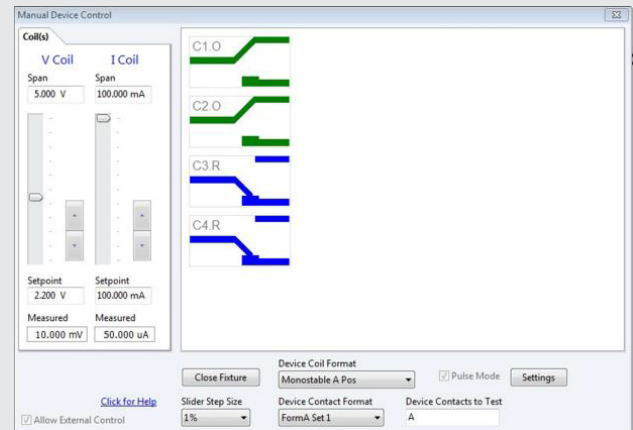 Manual Device Control
Coil(s)
V Coil I Coil
Span Span
5.000 V 100.000 mA
Setpoint Setpoint
2.200 V 100.000 mA
Measured Measured
10.000 mV 50.000 uA
C1.O
C2.O
C3.R
C4.R
Close Fixture
Device Coil Format
Monostable A Pos
Pulse Mode
Settings
Click for Help
Allow External Control
Slider Step Size
1%
Device Contact Format
FormA Set 1
Device Contacts to Test
A